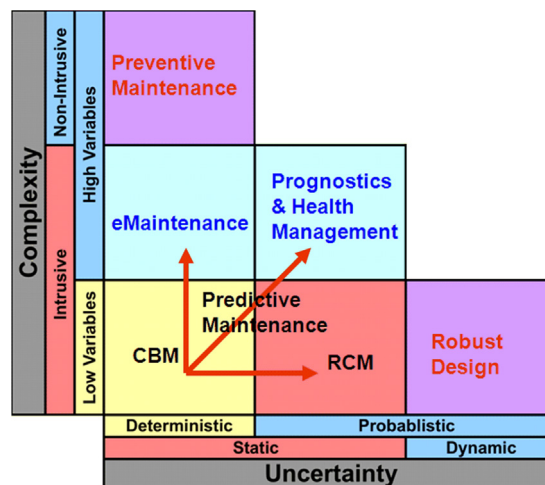 Complexity
Non-Intrusive
Intrusive
High Variables
Low Variables
Preventive
Maintenance
eMaintenance
Prognostics
& Health
Management
Predictive
Maintenance
CBM
RCM
Robust
Design
Deterministic
Probablistic
Static
Dynamic
Uncertainty